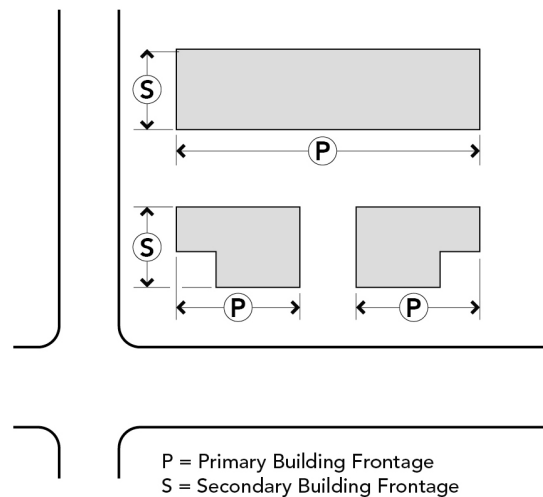 S
P
S
P
P
P = Primary Building Frontage
S = Secondary Building Frontage